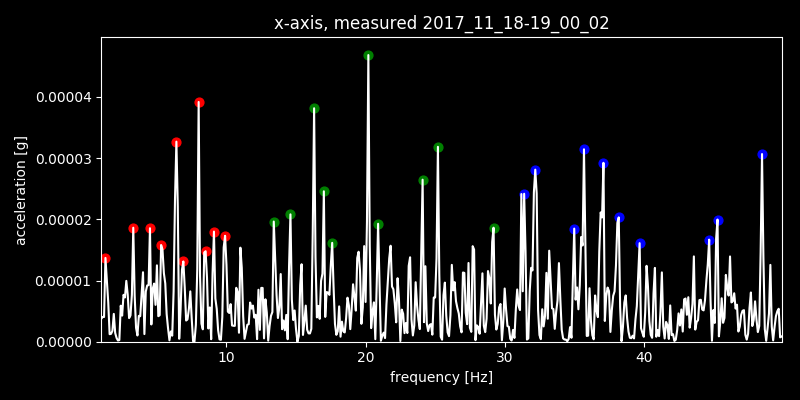 x-axis, measured 2017_11_18-19_00_02
0.00004
0.00003
0.00002
0.00001
0.00000
acceleration [g]
10 20 30 40
frequency [Hz]